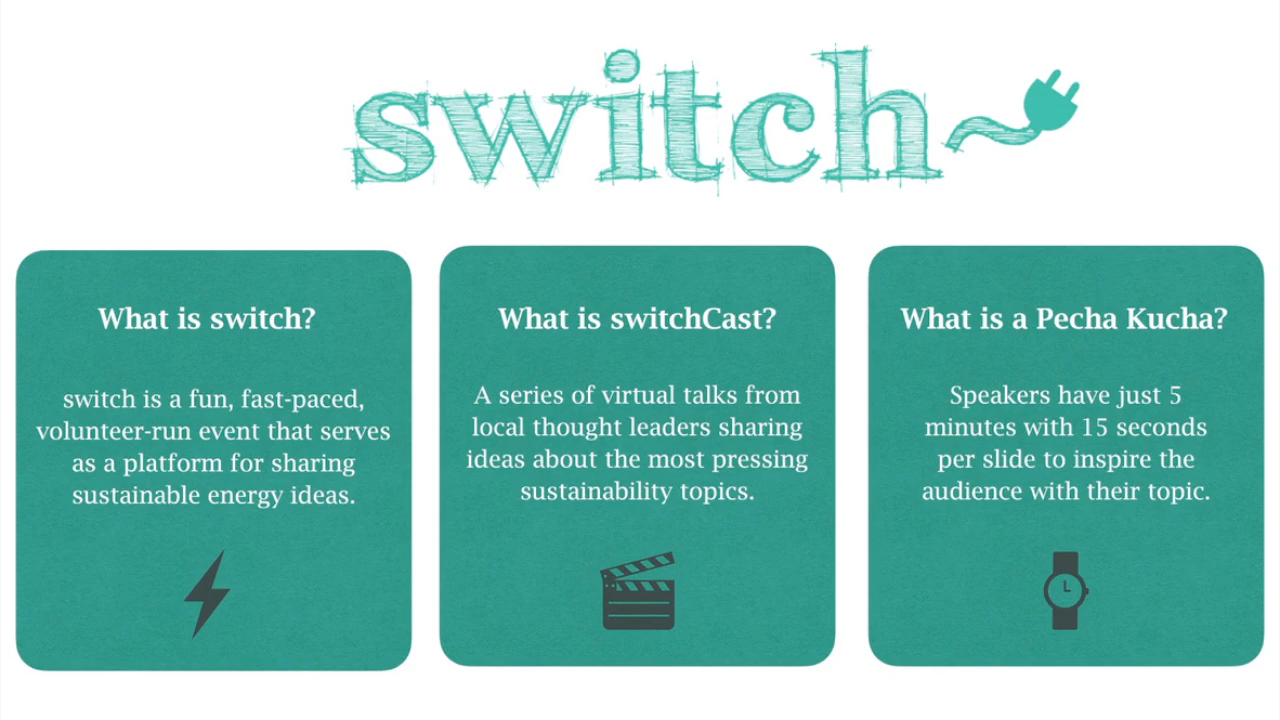 switch
What is switch?
switch is a fun, fast-paced,
volunteer-run event that serves
as a platform for sharing
sustainable energy ideas.
What is switchCast?
A series of virtual talks from
local thought leaders sharing
ideas about the most pressing
sustainability topics.
What is a Pecha Kucha?
Speakers have just 5
minutes with 15 seconds
per slide to inspire the
audience with their topic.